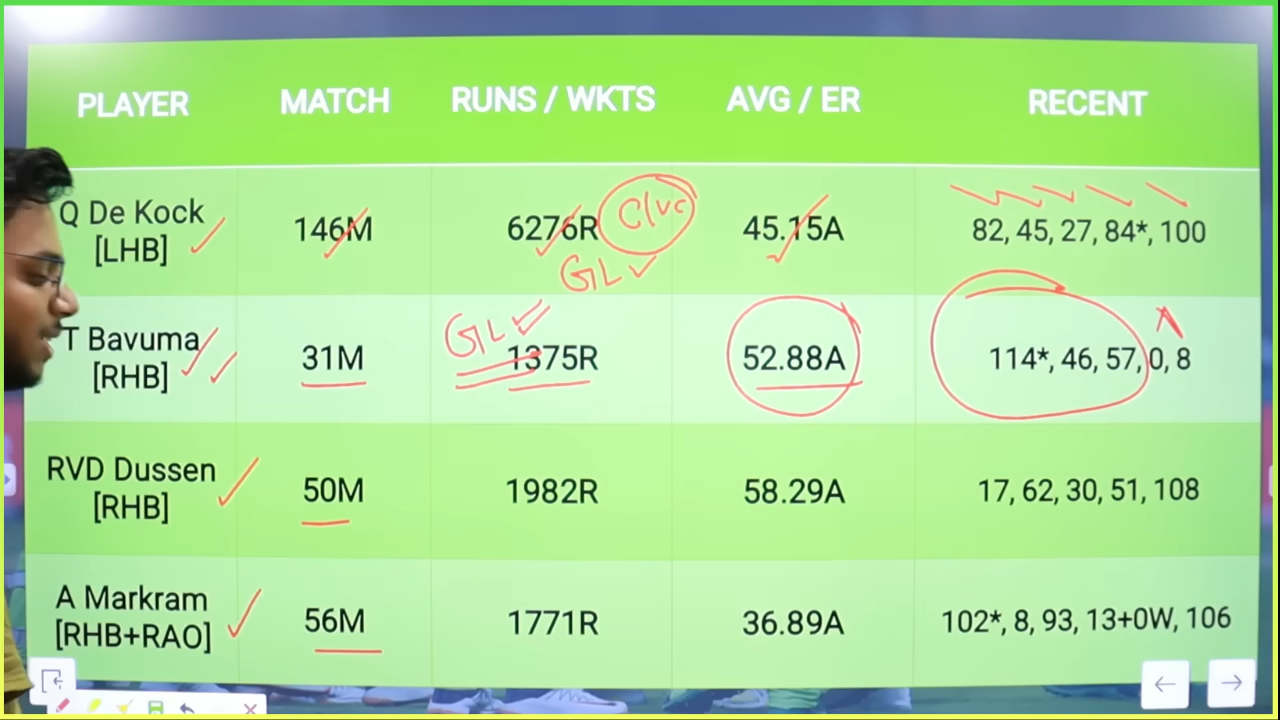 PLAYER MATCH RUNS / WKTS AVG / ER RECENT
Q De Kock
[LHB] 146M 6276R C/VC 45.15A 82, 45, 27, 84*, 100
GL
T Bavuma
[RHB] 31M GL 1375R 52.88A 114*, 46, 57, 0, 8
RVD Dussen
[RHB] 50M 1982R 58.29A 17, 62, 30, 51, 108
A Markram
[RHB+RAO] 56M 1771R 36.89A 102*, 8, 93, 13+0W, 106